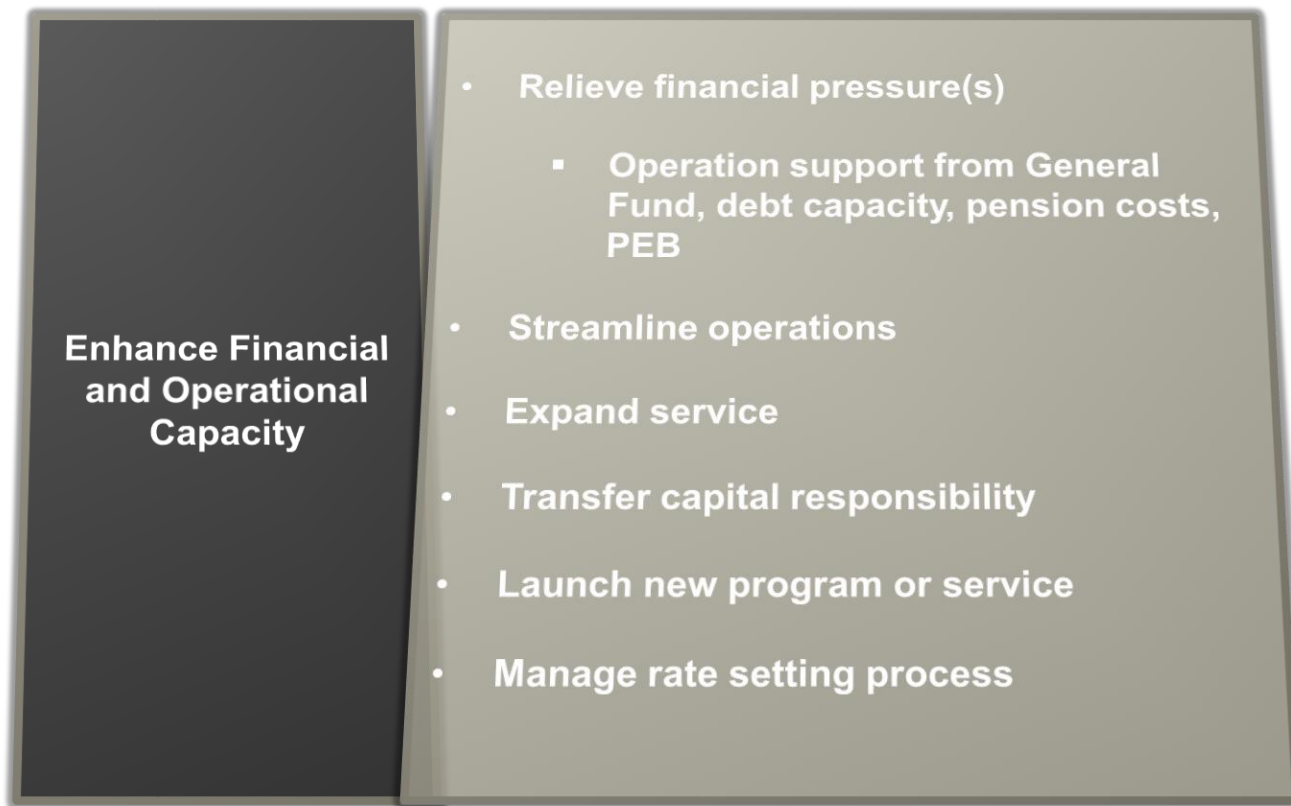 Enhance Financial
and Operational
Capacity
• Relieve financial pressure(s)
▪ Operation support from General
Fund, debt capacity, pension costs,
PEB
• Streamline operations
• Expand service
• Transfer capital responsibility
• Launch new program or service
• Manage rate setting process